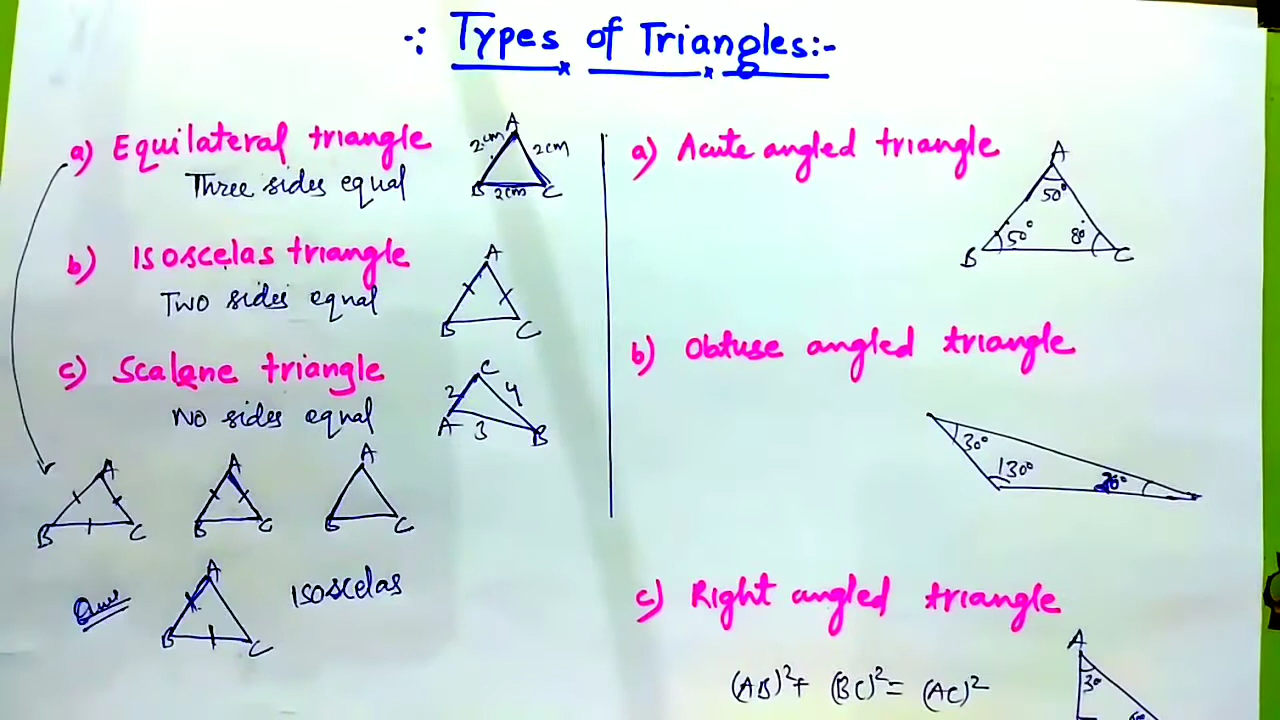 -: Types of Triangles:-
a) Equilateral triangle
Three sides equal
A
2cm
2cm
B
2cm
C
b) Isoscelas triangle
Two sides equal
A
B
C
c) Scalane triangle
No sides equal
C
2
4
A
3
B
A
B
C
A
B
C
A
B
C
A
B
C
Isoscelas
a) Acute angled triangle
A
50°
50°
80°
B
C
b) Obtuse angled triangle
30°
130°
20°
c) Right angled triangle
(AB)²+ (BC)²= (AC)²
A
30